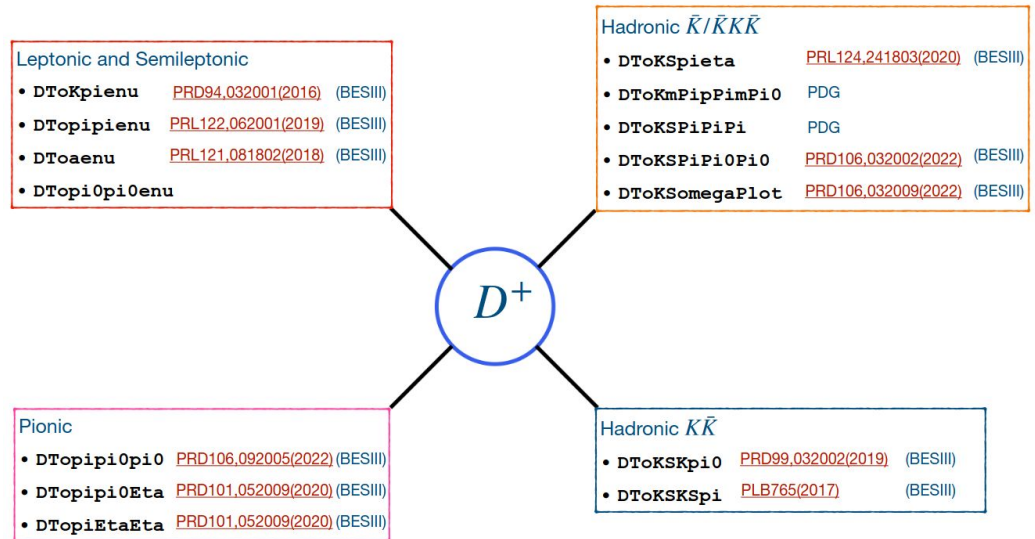 Leptonic and Semileptonic
• DToKpienu PRD94,032001(2016) (BESIII)
• DTopipienu PRL122,062001(2019) (BESIII)
• DToaenu PRL121,081802(2018) (BESIII)
• DTopi0pi0enu
Hadronic K̄/K̄KK̄
• DToKSpieta PRL124,241803(2020) (BESIII)
• DToKmPipPimPi0 PDG
• DToKSPiPiPi PDG
• DToKSPiPi0Pi0 PRD106,032002(2022) (BESIII)
• DToKSomegaPlot PRD106,032009(2022) (BESIII)
D⁺
Pionic
• DTopipi0pi0 PRD106,092005(2022) (BESIII)
• DTopipi0Eta PRD101,052009(2020) (BESIII)
• DTopiEtaEta PRD101,052009(2020) (BESIII)
Hadronic KK̄
• DToKSKpi0 PRD99,032002(2019) (BESIII)
• DToKSKSpi PLB765(2017) (BESIII)